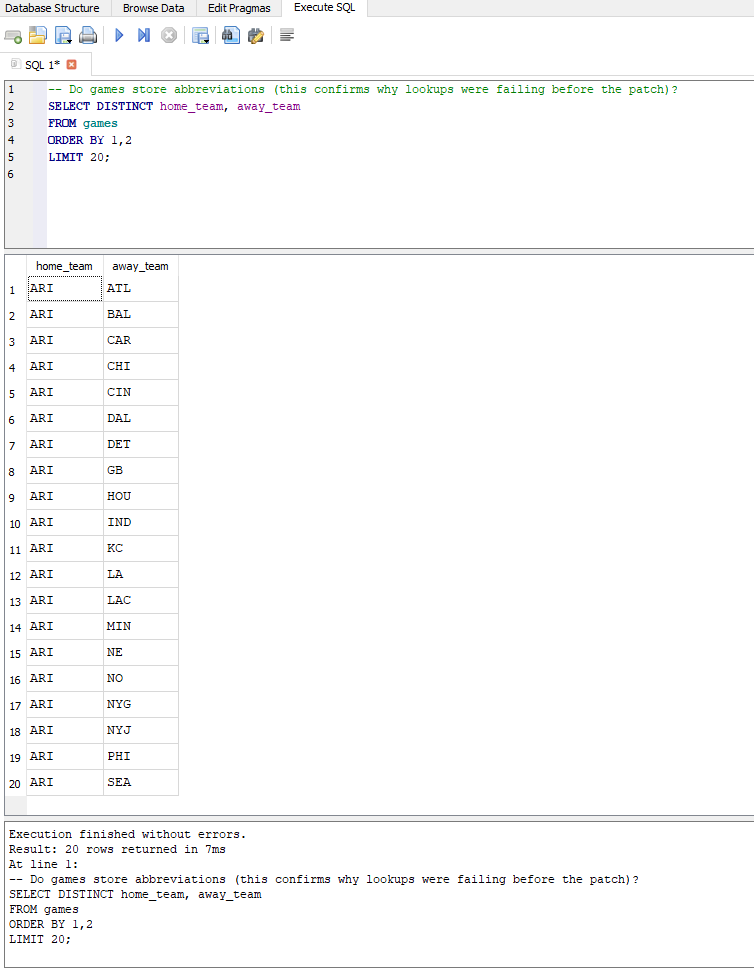 Database Structure Browse Data Edit Pragmas Execute SQL
SQL 1*
1 -- Do games store abbreviations (this confirms why lookups were failing before the patch)?
2 SELECT DISTINCT home_team, away_team
3 FROM games
4 ORDER BY 1,2
5 LIMIT 20;
6
home_team away_team
1 ARI ATL
2 ARI BAL
3 ARI CAR
4 ARI CHI
5 ARI CIN
6 ARI DAL
7 ARI DET
8 ARI GB
9 ARI HOU
10 ARI IND
11 ARI KC
12 ARI LA
13 ARI LAC
14 ARI MIN
15 ARI NE
16 ARI NO
17 ARI NYG
18 ARI NYJ
19 ARI PHI
20 ARI SEA
Execution finished without errors.
Result: 20 rows returned in 7ms
At line 1:
-- Do games store abbreviations (this confirms why lookups were failing before the patch)?
SELECT DISTINCT home_team, away_team
FROM games
ORDER BY 1,2
LIMIT 20;